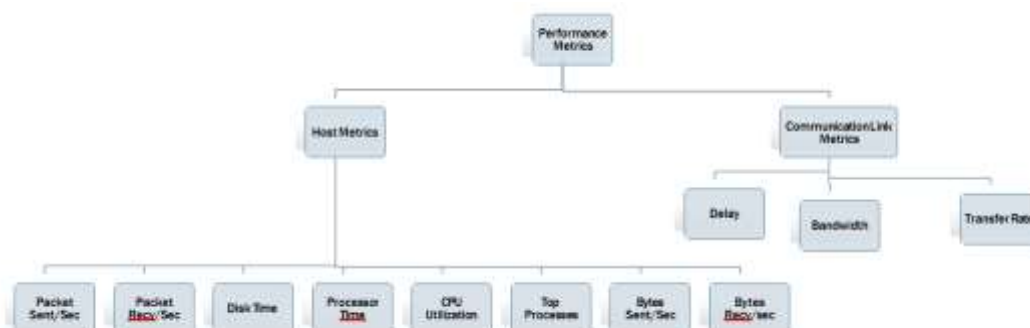 Performance
Metrics
Host Metrics
Communication Link
Metrics
Delay
Bandwidth
Transfer Rate
Packet
Sent/Sec
Packet
Recv/Sec
Disk Time
Processor
Time
CPU
Utilization
Top
Processes
Bytes
Sent/Sec
Bytes
Recv/sec